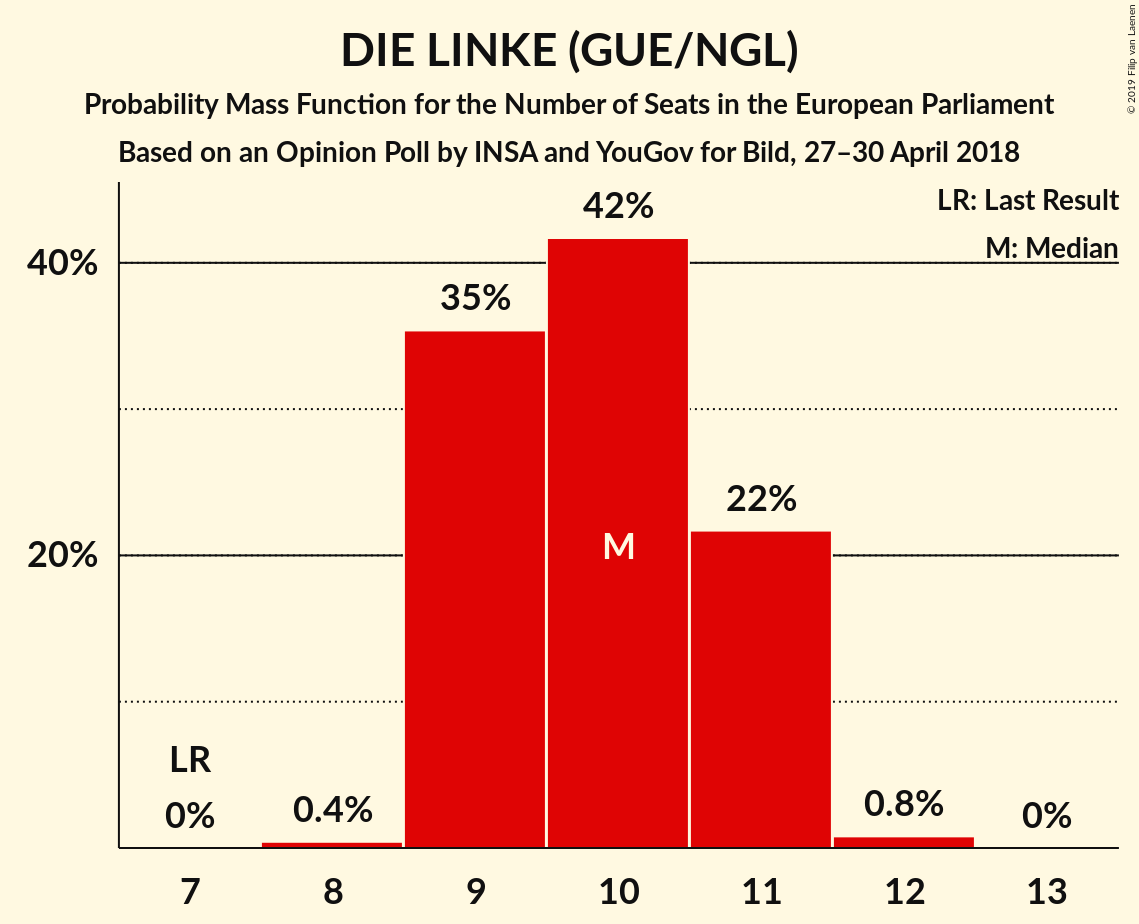 DIE LINKE (GUE/NGL)
Probability Mass Function for the Number of Seats in the European Parliament
Based on an Opinion Poll by INSA and YouGov for Bild, 27–30 April 2018
© 2019 Filip van Laenen
LR: Last Result
M: Median
40%
20%
LR
0%
0.4%
35%
42%
M
22%
0.8%
0%
7 8 9 10 11 12 13